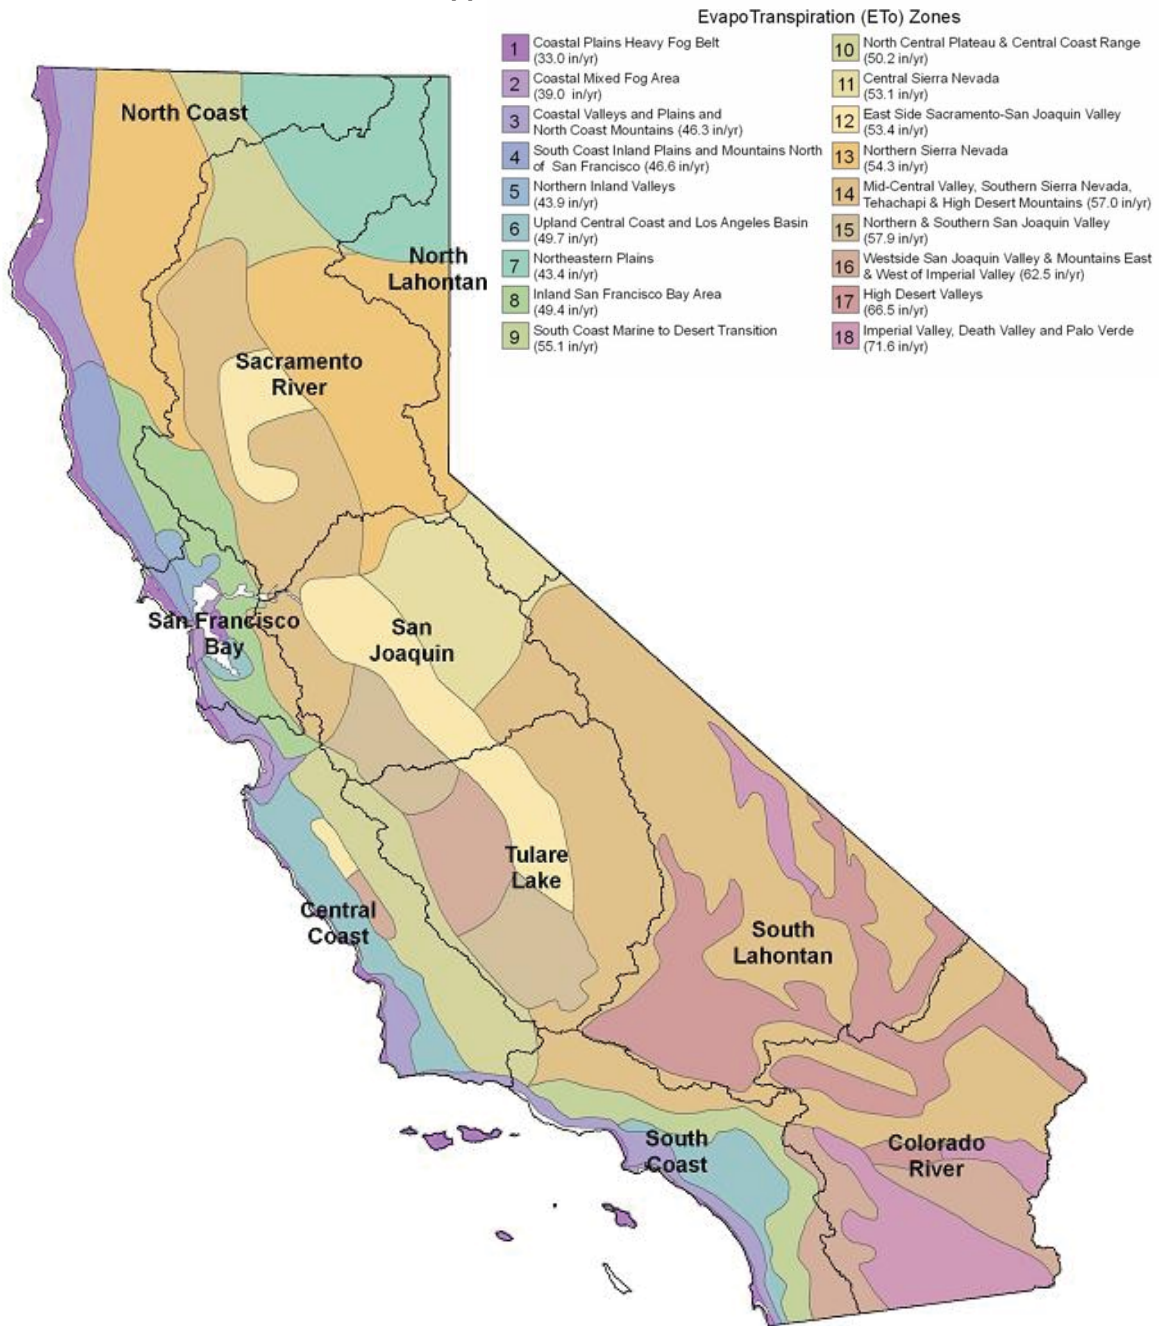 EvapoTranspiration (ETo) Zones
1 Coastal Plains Heavy Fog Belt
(33.0 in/yr)
2 Coastal Mixed Fog Area
(39.0 in/yr)
3 Coastal Valleys and Plains and
North Coast Mountains (46.3 in/yr)
4 South Coast Inland Plains and Mountains North
of San Francisco (46.6 in/yr)
5 Northern Inland Valleys
(43.9 in/yr)
6 Upland Central Coast and Los Angeles Basin
(49.7 in/yr)
7 Northeastern Plains
(43.4 in/yr)
8 Inland San Francisco Bay Area
(49.4 in/yr)
9 South Coast Marine to Desert Transition
(55.1 in/yr)
10 North Central Plateau & Central Coast Range
(50.2 in/yr)
11 Central Sierra Nevada
(53.1 in/yr)
12 East Side Sacramento-San Joaquin Valley
(53.4 in/yr)
13 Northern Sierra Nevada
(54.3 in/yr)
14 Mid-Central Valley, Southern Sierra Nevada,
Tehachapi & High Desert Mountains (57.0 in/yr)
15 Northern & Southern San Joaquin Valley
(57.9 in/yr)
16 Westside San Joaquin Valley & Mountains East
& West of Imperial Valley (62.5 in/yr)
17 High Desert Valleys
(66.5 in/yr)
18 Imperial Valley, Death Valley and Palo Verde
(71.6 in/yr)
North Coast
North
Lahontan
Sacramento
River
San Francisco
Bay
San
Joaquin
Tulare
Lake
Central
Coast
South
Lahontan
South
Coast
Colorado
River